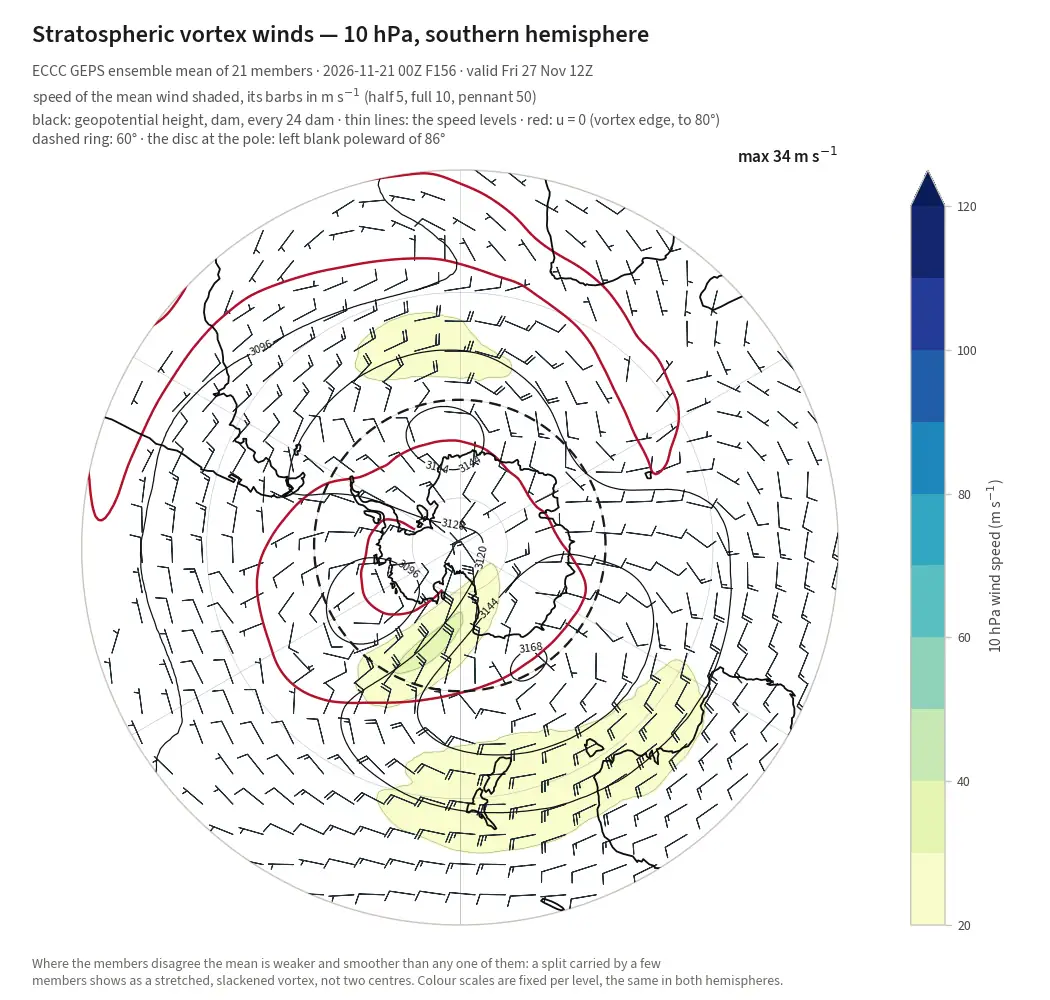 Stratospheric vortex winds — 10 hPa, southern hemisphere
ECCC GEPS ensemble mean of 21 members · 2026-11-21 00Z F156 · valid Fri 27 Nov 12Z
speed of the mean wind shaded, its barbs in m s⁻¹ (half 5, full 10, pennant 50)
black: geopotential height, dam, every 24 dam · thin lines: the speed levels · red: u = 0 (vortex edge, to 80°)
dashed ring: 60° · the disc at the pole: left blank poleward of 86°
max 34 m s⁻¹
120
100
80
60
40
20
10 hPa wind speed (m s⁻¹)
3096
3144
3144
3120
3120
3096
3144
3168
Where the members disagree the mean is weaker and smoother than any one of them: a split carried by a few
members shows as a stretched, slackened vortex, not two centres. Colour scales are fixed per level, the same in both hemispheres.